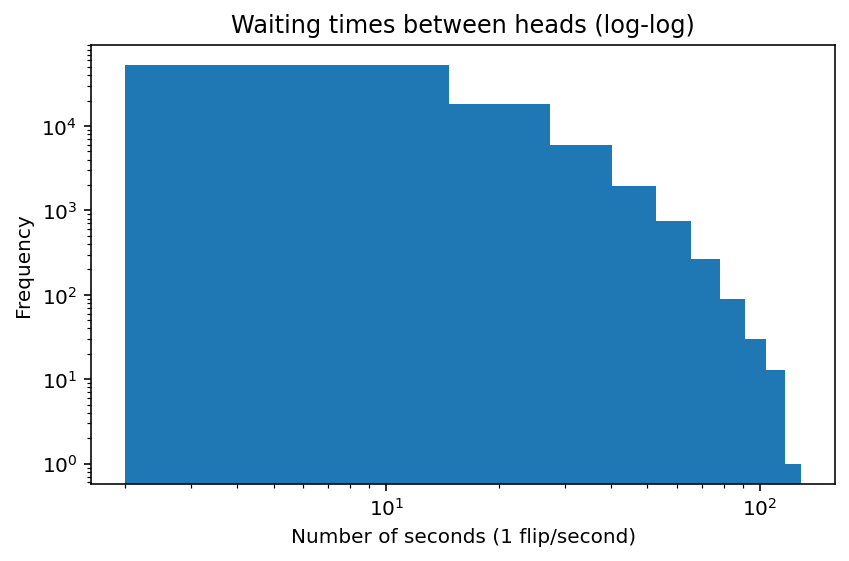 Waiting times between heads (log-log)
Frequency
10⁴
10³
10²
10¹
10⁰
10¹
10²
Number of seconds (1 flip/second)